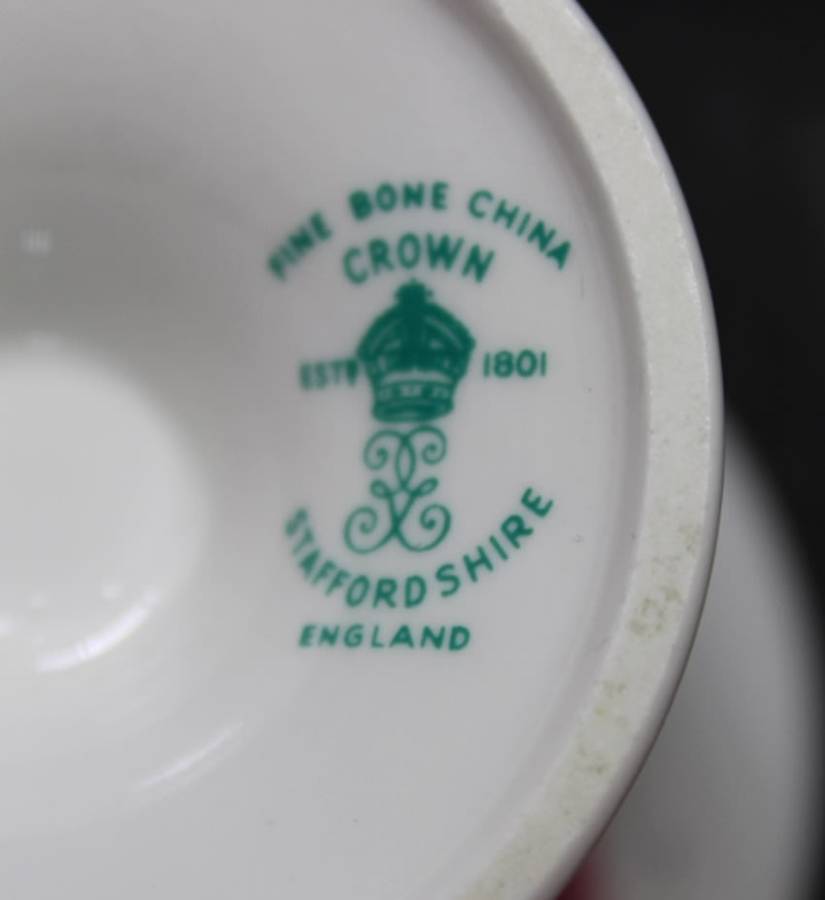 FINE BONE CHINA
CROWN
ESTD 1801
STAFFORDSHIRE
ENGLAND